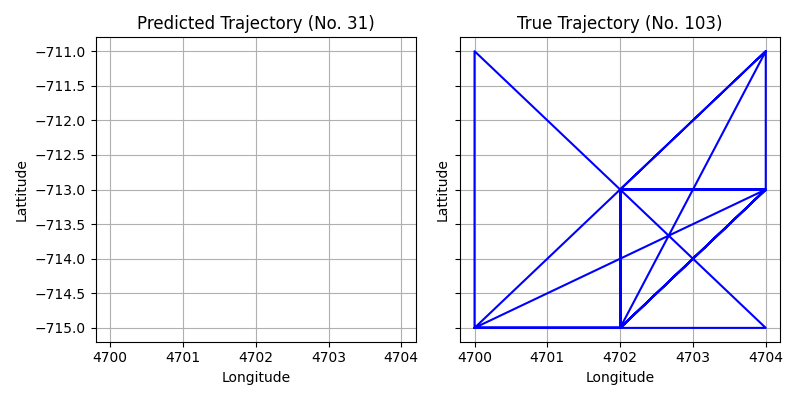 Predicted Trajectory (No. 31)
True Trajectory (No. 103)
−711.0
−711.5
−712.0
−712.5
−713.0
−713.5
−714.0
−714.5
−715.0
Lattitude
Lattitude
4700 4701 4702 4703 4704
4700 4701 4702 4703 4704
Longitude
Longitude